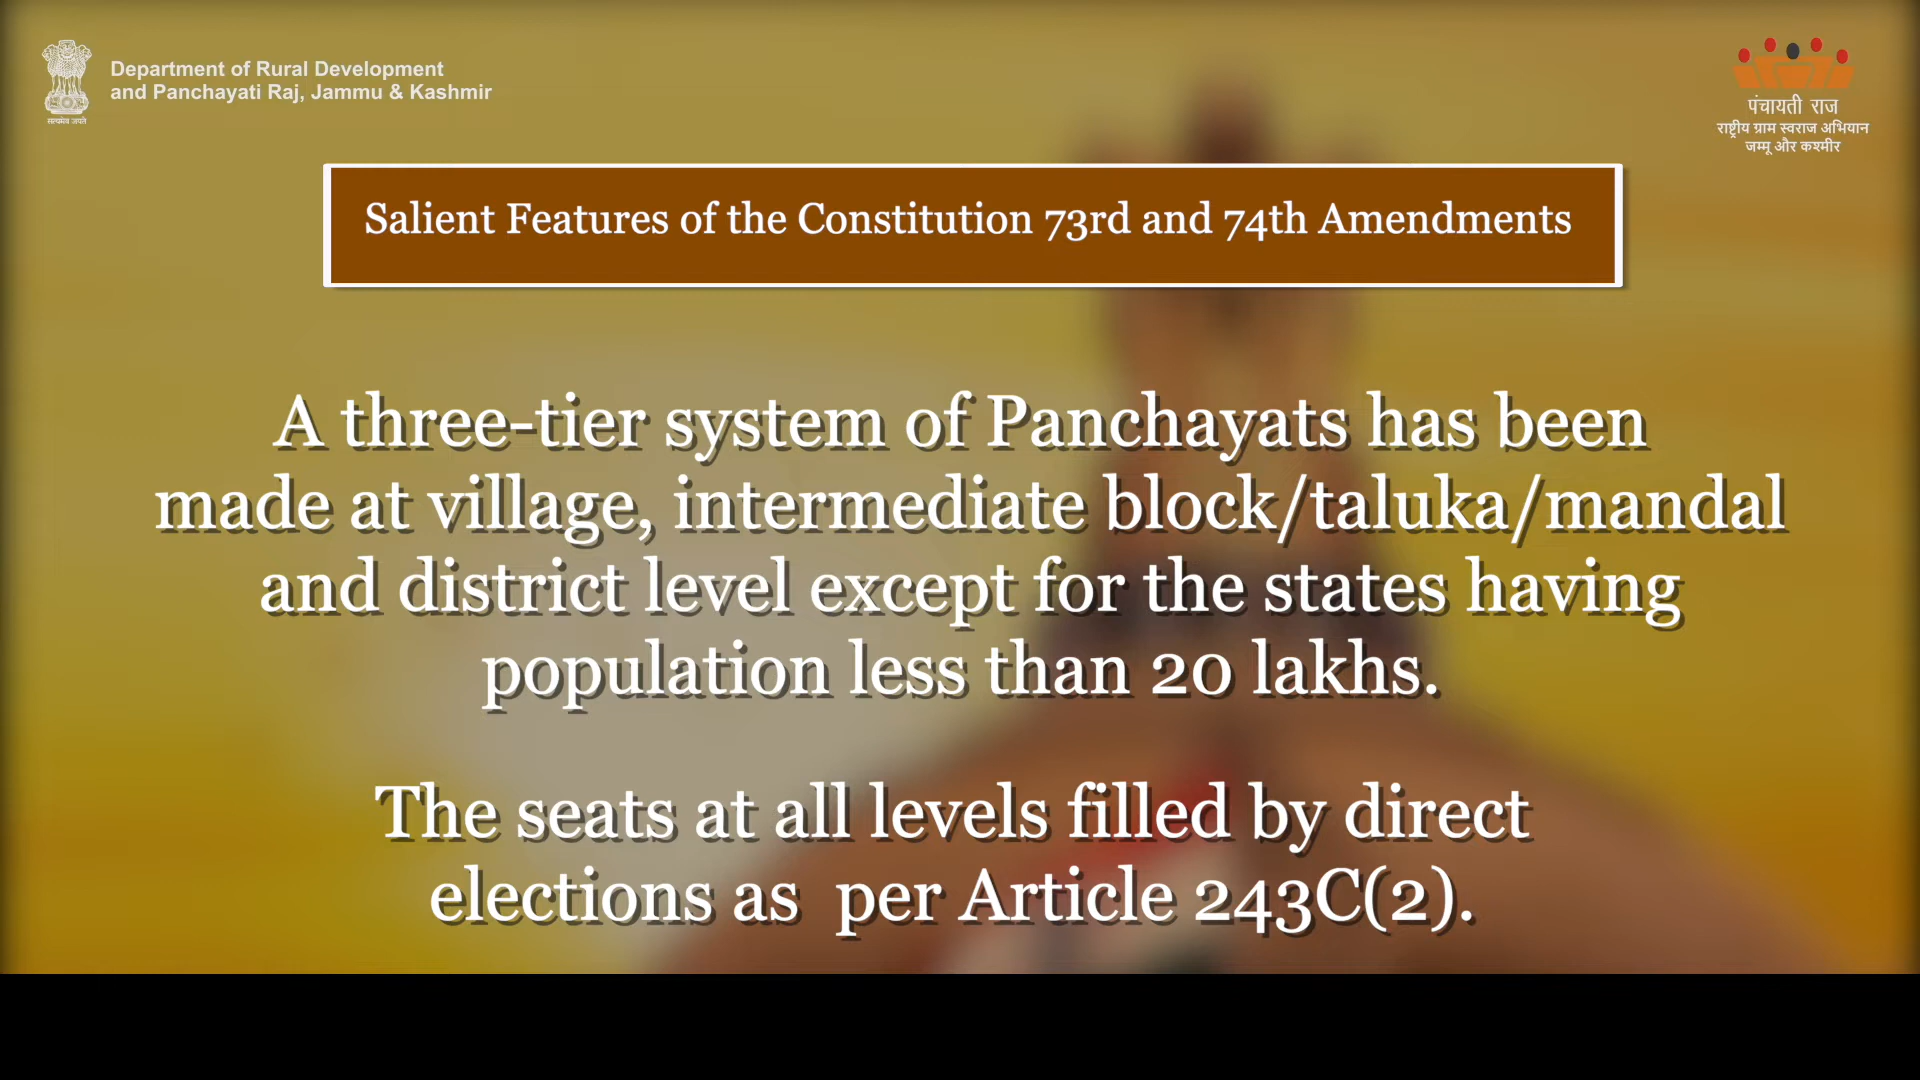 Department of Rural Development
and Panchayati Raj, Jammu & Kashmir
सत्यमेव जयते
पंचायती राज
राष्ट्रीय ग्राम स्वराज अभियान
जम्मू और कश्मीर
Salient Features of the Constitution 73rd and 74th Amendments
A three-tier system of Panchayats has been
made at village, intermediate block/taluka/mandal
and district level except for the states having
population less than 20 lakhs.
The seats at all levels filled by direct
elections as per Article 243C(2).